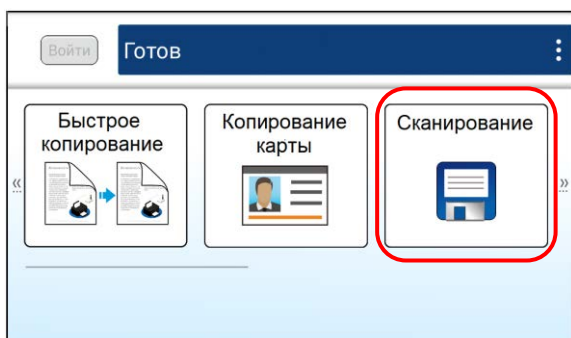 Войти
Готов
Быстрое
копирование
Копирование
карты
Сканирование
«
»